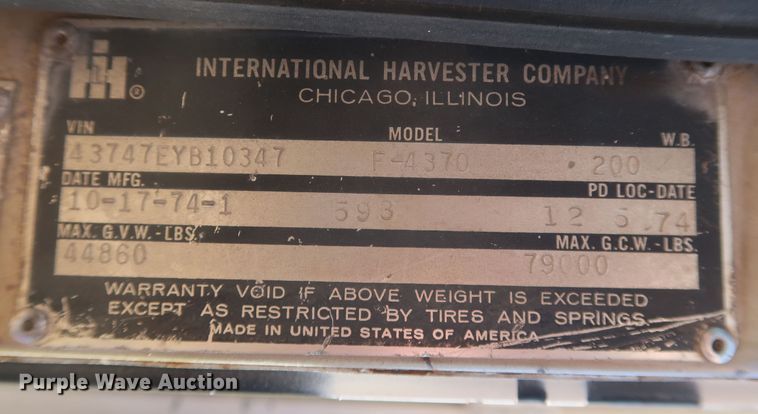 IH ®
INTERNATIONAL HARVESTER COMPANY
CHICAGO, ILLINOIS
VIN MODEL W.B.
43747EYB10347 F-4370 200
DATE MFG. PD LOC-DATE
10-17-74-1 593 12 5 74
MAX. G.V.W. -LBS. MAX. G.C.W. -LBS.
44860 79000
WARRANTY VOID IF ABOVE WEIGHT IS EXCEEDED
EXCEPT AS RESTRICTED BY TIRES AND SPRINGS.
MADE IN UNITED STATES OF AMERICA
Purple Wave Auction